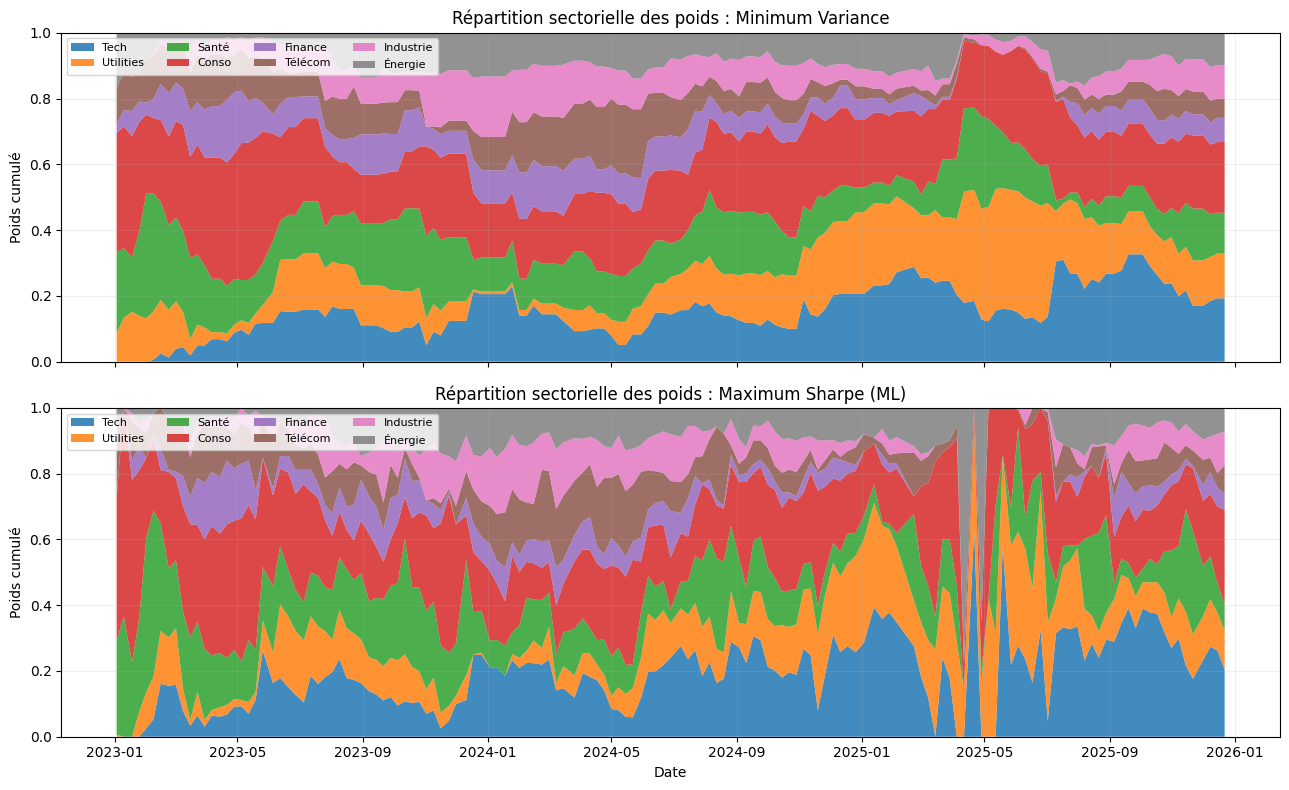 Répartition sectorielle des poids : Minimum Variance
Tech Santé Finance Industrie
Utilities Conso Télécom Énergie
Poids cumulé
1.0
0.8
0.6
0.4
0.2
0.0
Répartition sectorielle des poids : Maximum Sharpe (ML)
Tech Santé Finance Industrie
Utilities Conso Télécom Énergie
Poids cumulé
1.0
0.8
0.6
0.4
0.2
0.0
2023-01 2023-05 2023-09 2024-01 2024-05 2024-09 2025-01 2025-05 2025-09 2026-01
Date